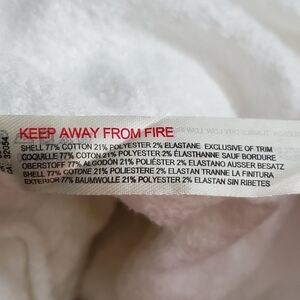 KEEP AWAY FROM FIRE
SHELL 77% COTTON 21% POLYESTER 2% ELASTANE EXCLUSIVE OF TRIM
COQUILLE 77% COTON 21% POLYESTER 2% ÉLASTHANNE SAUF BORDURE
OBERSTOFF 77% ALGODÓN 21% POLIÉSTER 2% ELASTANO AUSSER BESATZ
SHELL 77% COTONE 21% POLIESTERE 2% ELASTAN TRANNE LA FINITURA
EXTERIOR 77% BAUMWOLLE 21% POLYESTER 2% ELASTAN SIN RIBETES